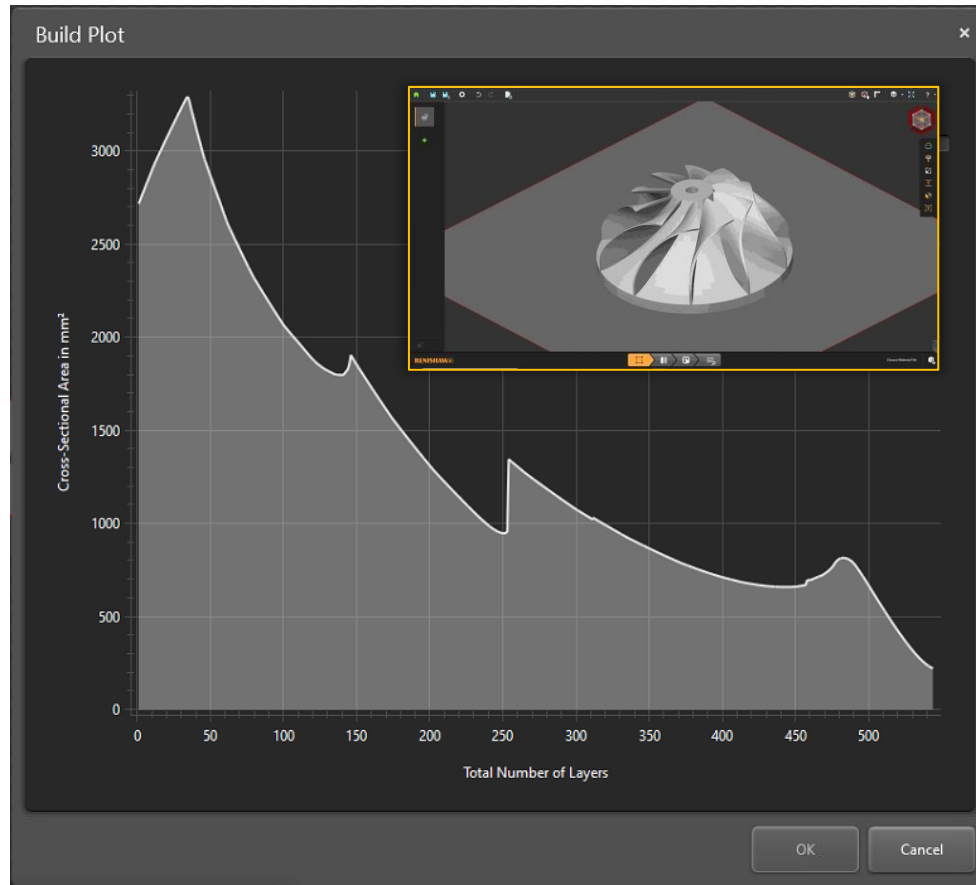 Build Plot
3000
2500
2000
1500
1000
500
0
Cross-Sectional Area in mm²
0 50 100 150 200 250 300 350 400 450 500
Total Number of Layers
RENISHAW
OK Cancel